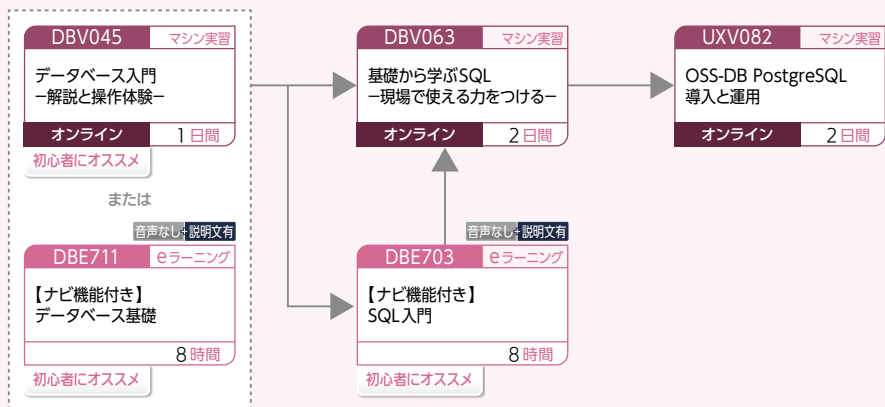 DBV045 マシン実習
データベース入門
−解説と操作体験−
オンライン 1日間
初心者にオススメ
または
音声なし+説明文有
DBE711 eラーニング
【ナビ機能付き】
データベース基礎
8時間
初心者にオススメ
DBV063 マシン実習
基礎から学ぶSQL
−現場で使える力をつける−
オンライン 2日間
音声なし+説明文有
DBE703 eラーニング
【ナビ機能付き】
SQL入門
8時間
初心者にオススメ
UXV082 マシン実習
OSS-DB PostgreSQL
導入と運用
オンライン 2日間